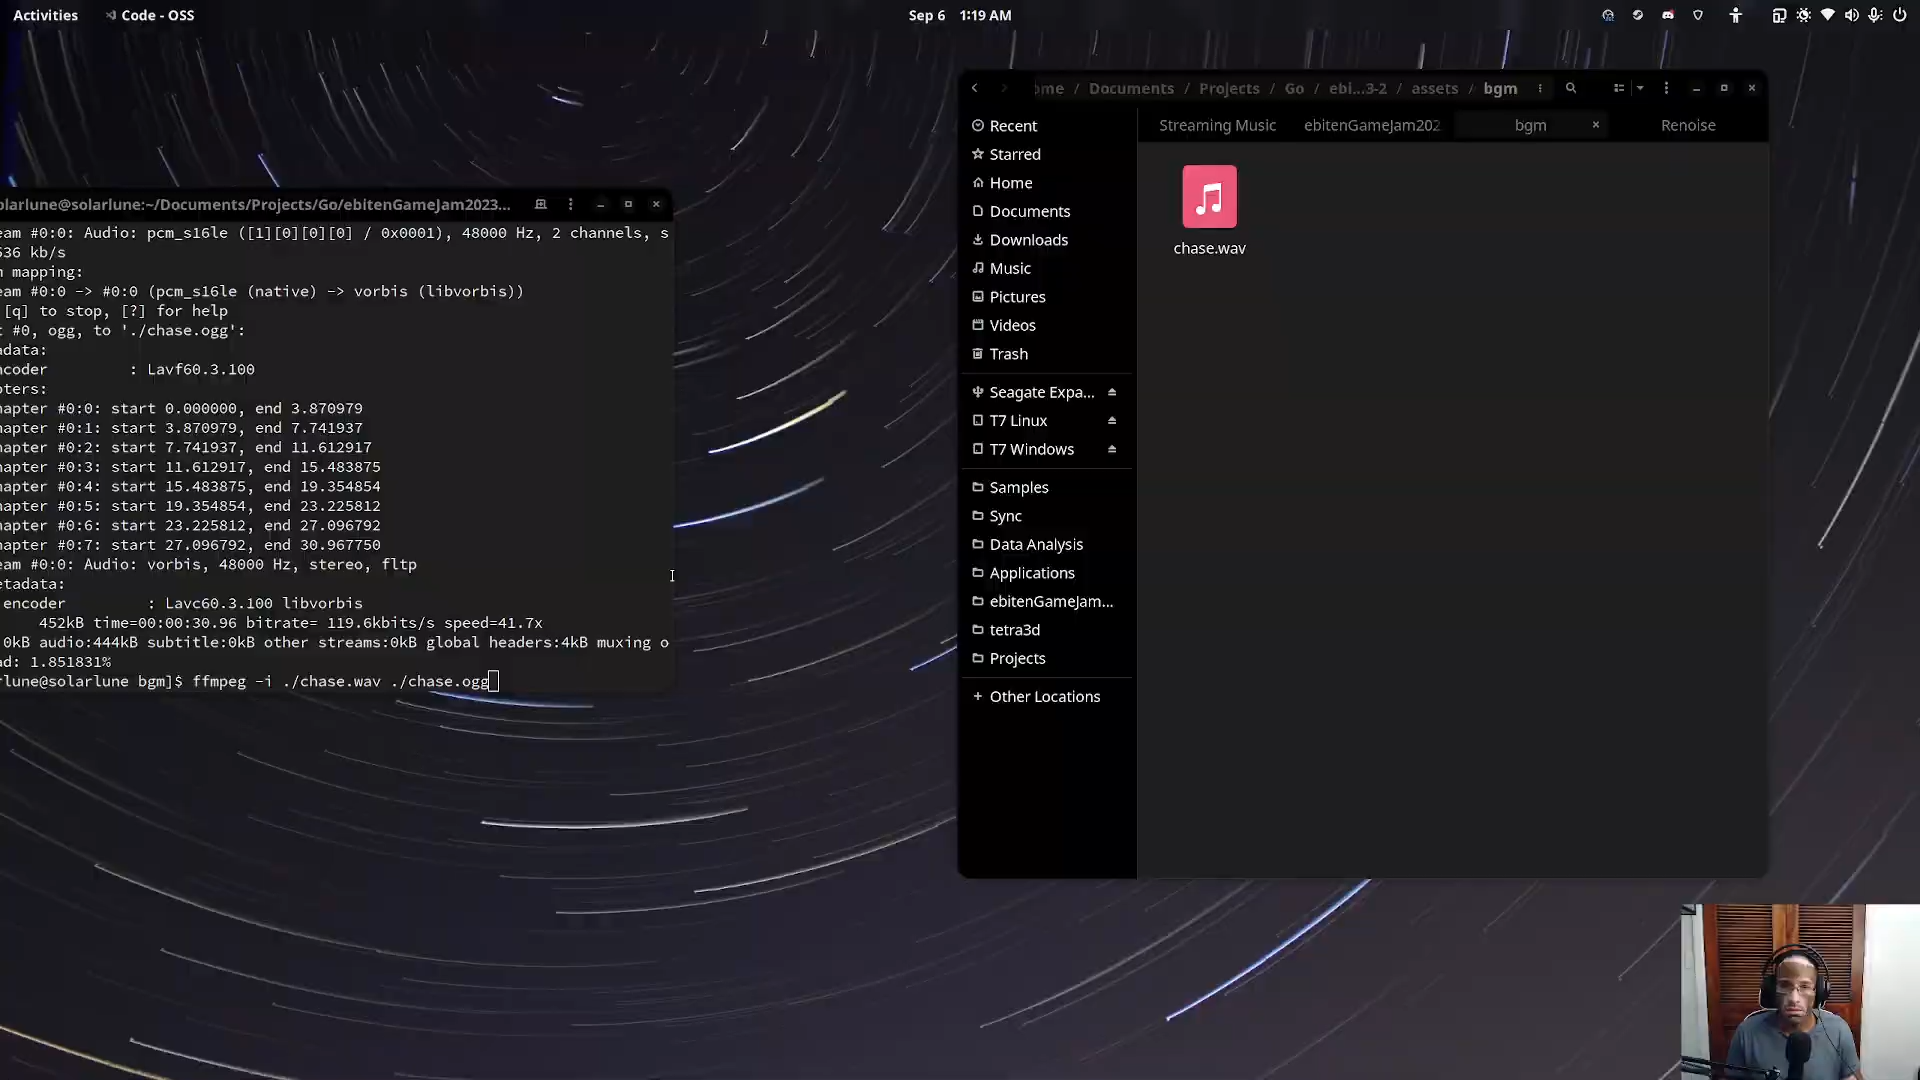 Activities
Code - OSS
Sep 6 1:19 AM
olarlune@solarlune:~/Documents/Projects/Go/ebitenGameJam2023...
eam #0:0: Audio: pcm_s16le ([1][0][0][0] / 0x0001), 48000 Hz, 2 channels, s
536 kb/s
m mapping:
eam #0:0 -> #0:0 (pcm_s16le (native) -> vorbis (libvorbis))
[q] to stop, [?] for help
t #0, ogg, to './chase.ogg':
adata:
ncoder : Lavf60.3.100
pters:
hapter #0:0: start 0.000000, end 3.870979
hapter #0:1: start 3.870979, end 7.741937
hapter #0:2: start 7.741937, end 11.612917
hapter #0:3: start 11.612917, end 15.483875
hapter #0:4: start 15.483875, end 19.354854
hapter #0:5: start 19.354854, end 23.225812
hapter #0:6: start 23.225812, end 27.096792
hapter #0:7: start 27.096792, end 30.967750
eam #0:0: Audio: vorbis, 48000 Hz, stereo, fltp
etadata:
encoder : Lavc60.3.100 libvorbis
452kB time=00:00:30.96 bitrate= 119.6kbits/s speed=41.7x
0kB audio:444kB subtitle:0kB other streams:0kB global headers:4kB muxing o
ad: 1.851831%
rlune@solarlune bgm]$ ffmpeg -i ./chase.wav ./chase.ogg
ome / Documents / Projects / Go / ebi...3-2 / assets / bgm
Streaming Music
ebitenGameJam202
bgm
Renoise
Recent
Starred
Home
Documents
Downloads
Music
Pictures
Videos
Trash
Seagate Expa...
T7 Linux
T7 Windows
Samples
Sync
Data Analysis
Applications
ebitenGameJam...
tetra3d
Projects
+ Other Locations
chase.wav